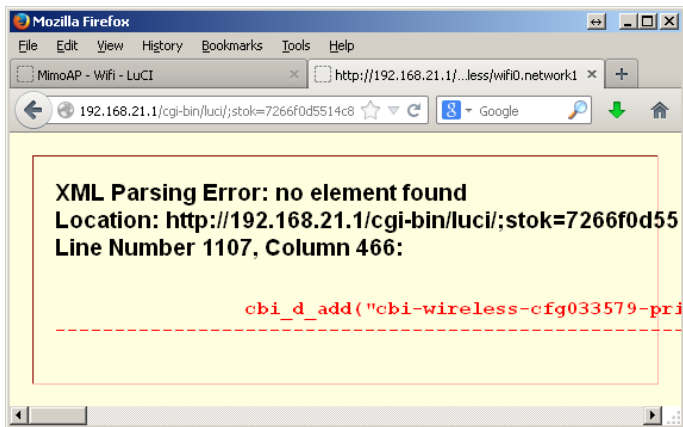 Mozilla Firefox
File Edit View History Bookmarks Tools Help
MimoAP - Wifi - LuCI
http://192.168.21.1/...less/wifi0.network1
192.168.21.1/cgi-bin/luci/;stok=7266f0d5514c8
Google
XML Parsing Error: no element found
Location: http://192.168.21.1/cgi-bin/luci/;stok=7266f0d55
Line Number 1107, Column 466:
cbi_d_add("cbi-wireless-cfg033579-pri